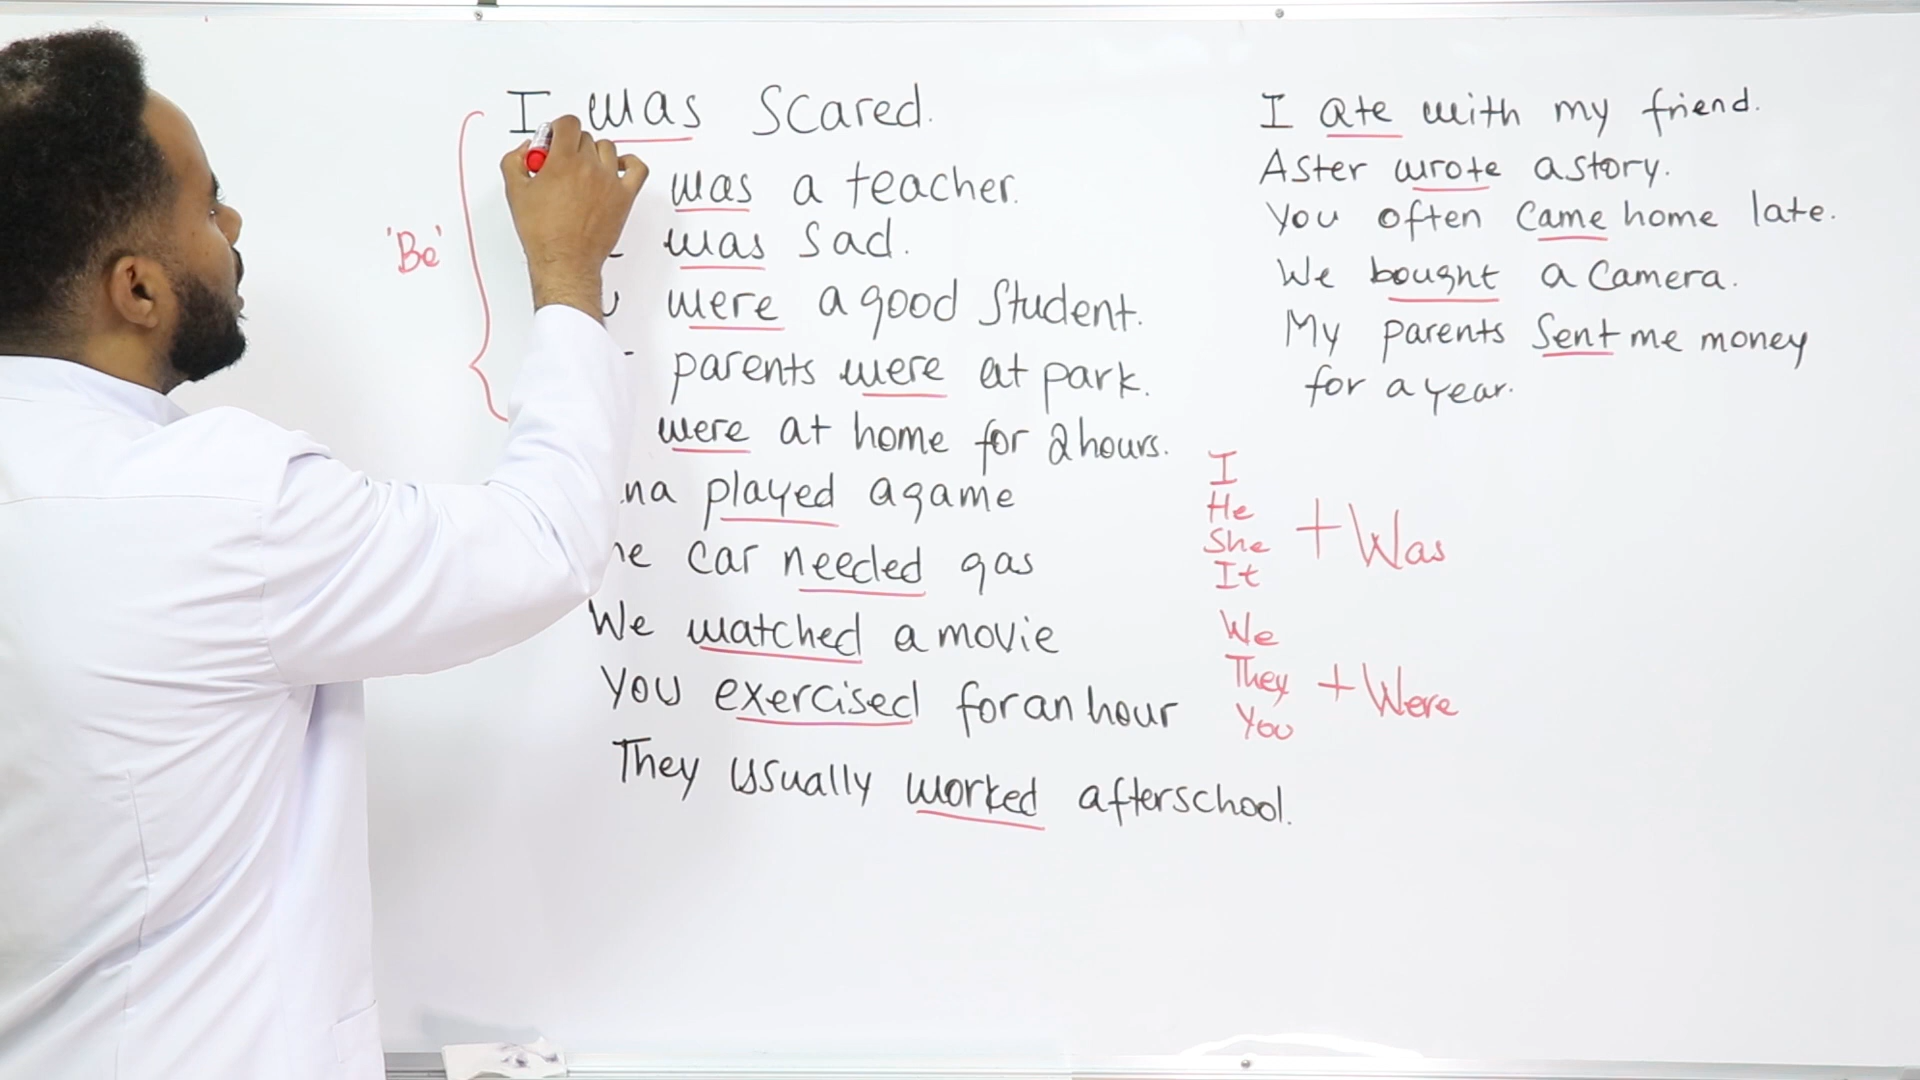 I was Scared.
was a teacher.
was Sad.
were a good Student.
parents were at park.
were at home for 2 hours.
played a game
car needed gas
We watched a movie
You exercised for an hour
They usually worked afterschool.
'Be'
I ate with my friend.
Aster wrote a story.
You often Came home late.
We bought a Camera.
My parents Sent me money
for a year.
I
He
She
It
+ Was
We
They
You
+ Were